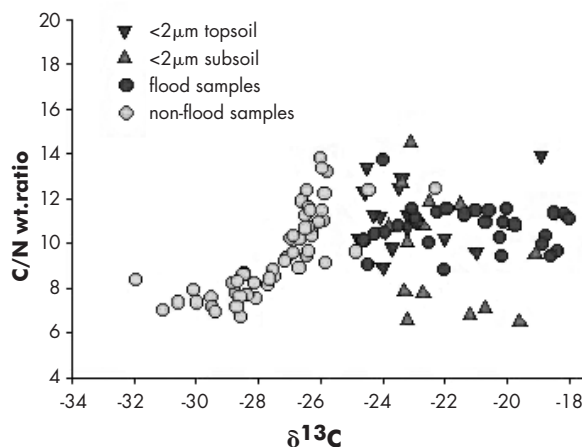 <2μm topsoil
<2μm subsoil
flood samples
non-flood samples
C/N wt.ratio
20
18
16
14
12
10
8
6
4
-34 -32 -30 -28 -26 -24 -22 -20 -18
δ13C